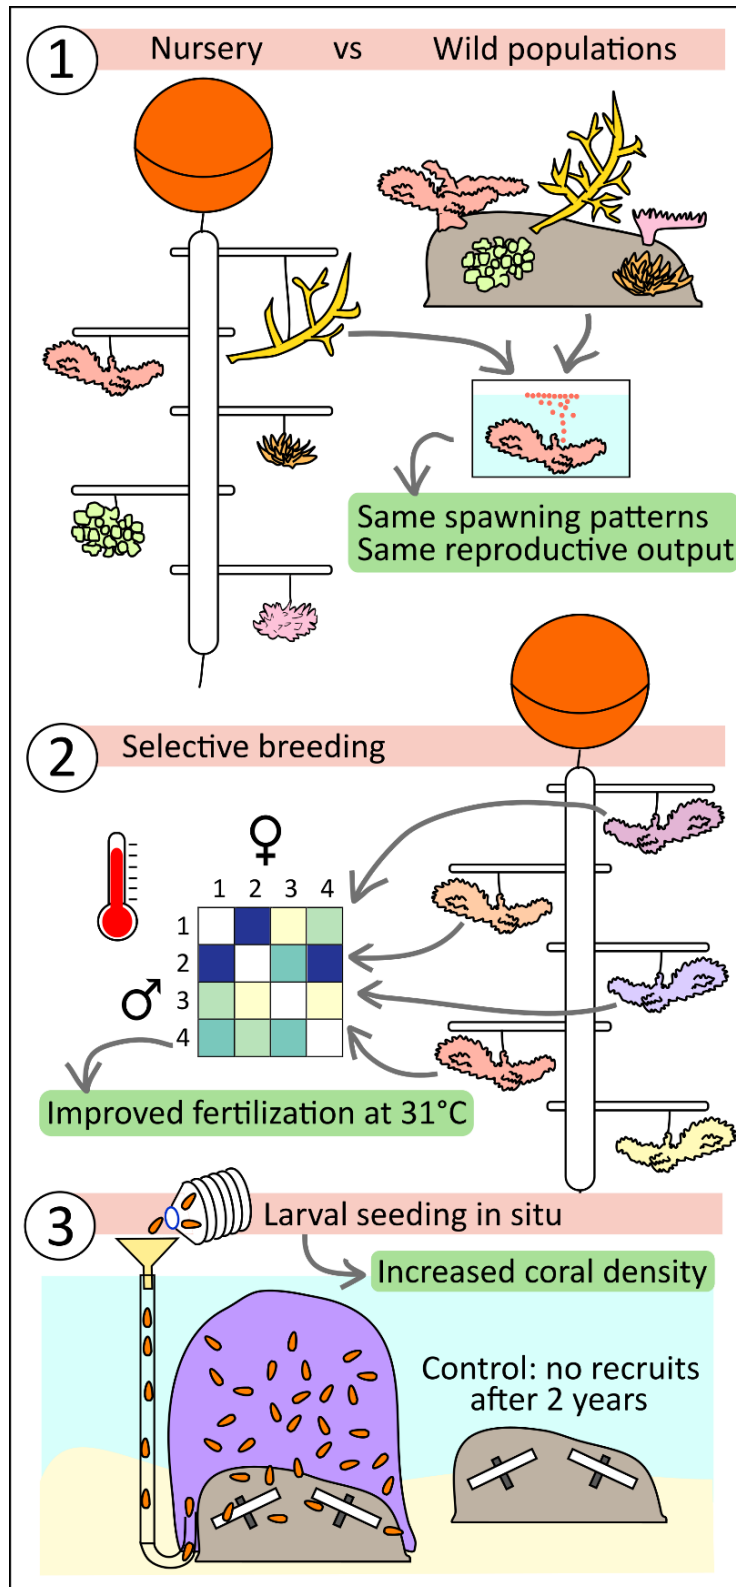 1
Nursery vs Wild populations
Same spawning patterns
Same reproductive output
2
Selective breeding
♀
1 2 3 4
1
2
♂
3
4
Improved fertilization at 31°C
3
Larval seeding in situ
Increased coral density
Control: no recruits
after 2 years